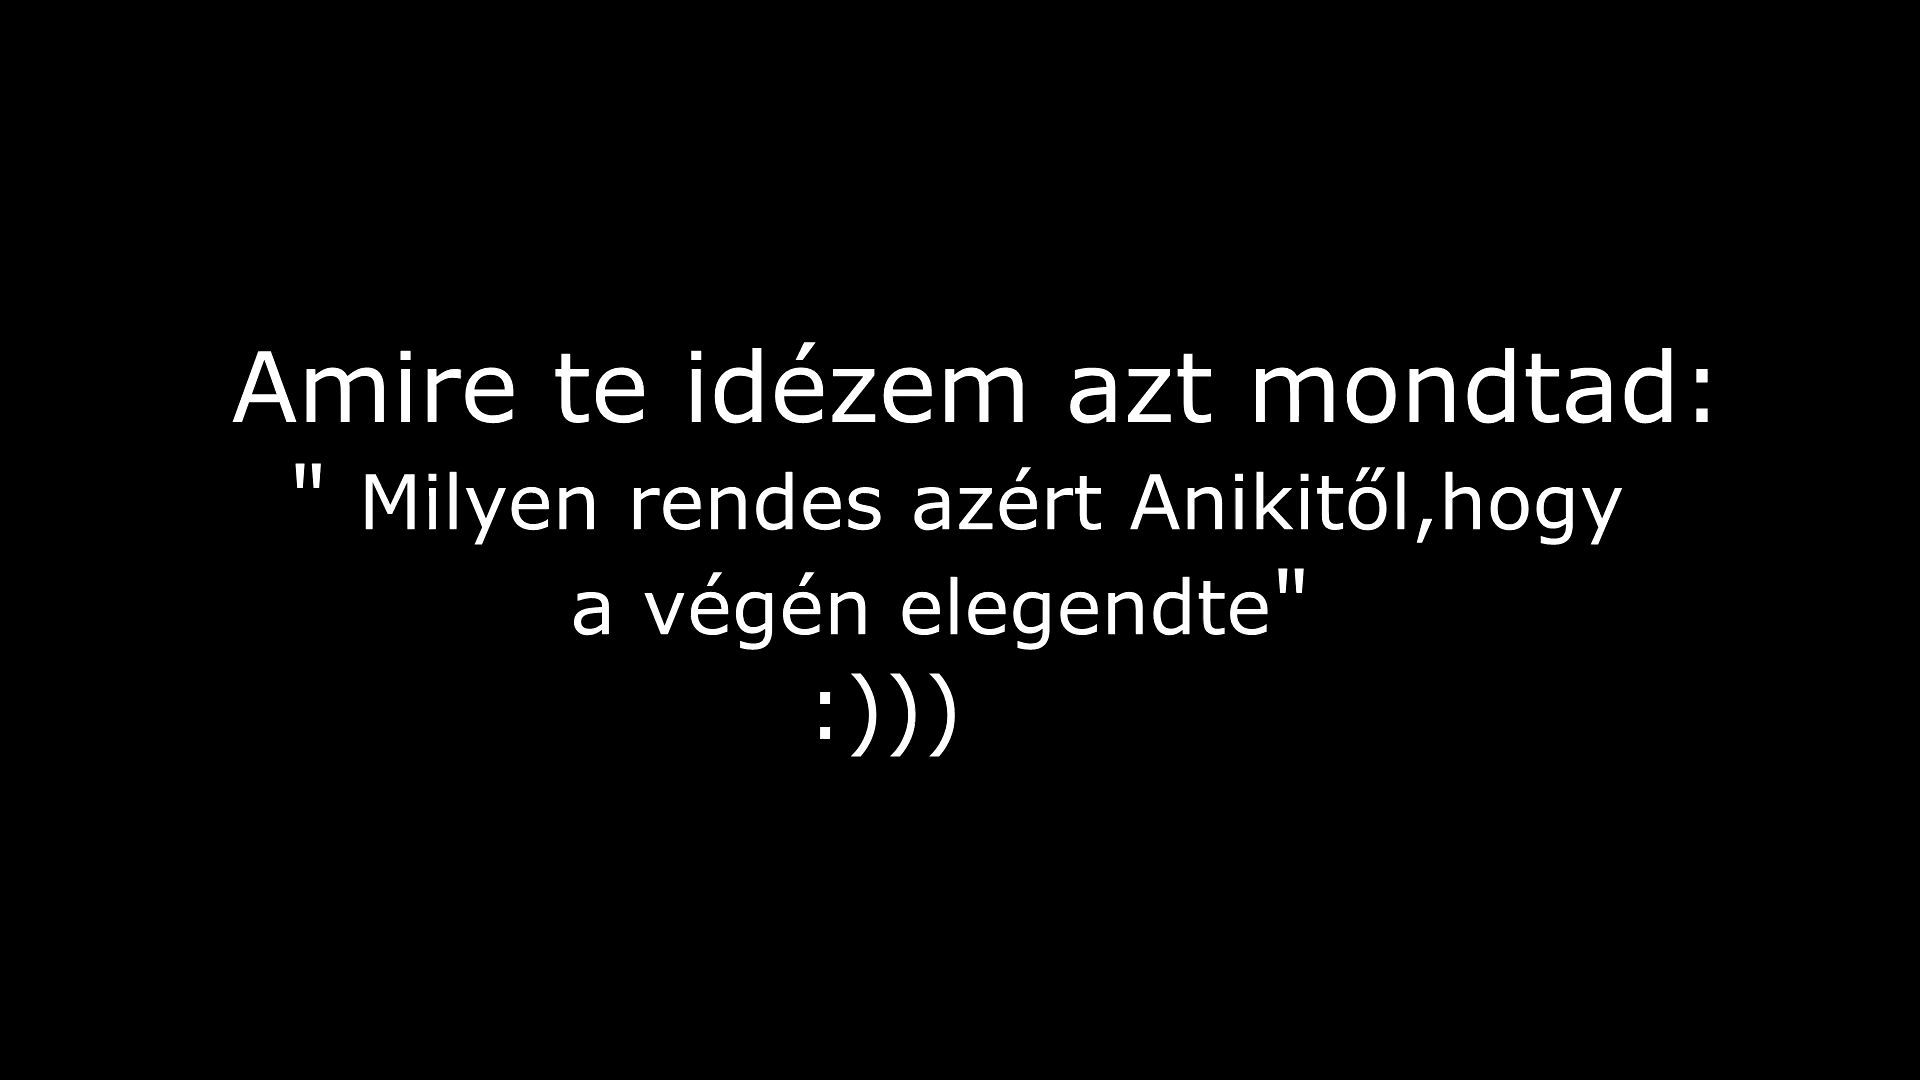 Amire te idézem azt mondtad:
" Milyen rendes azért Anikitől,hogy
a végén elegendte"
:)))